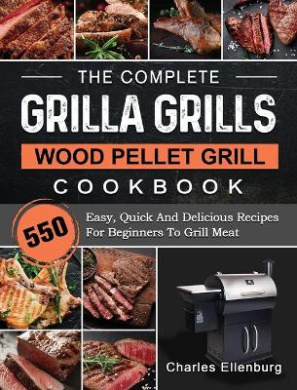 THE COMPLETE
GRILLA GRILLS
WOOD PELLET GRILL
COOKBOOK
550
Easy, Quick And Delicious Recipes
For Beginners To Grill Meat
Charles Ellenburg